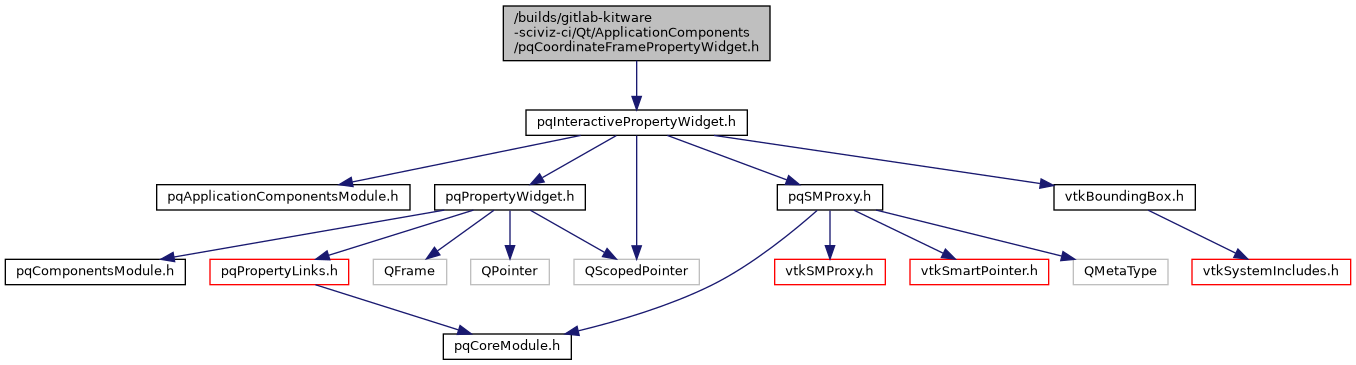 /builds/gitlab-kitware
-sciviz-ci/Qt/ApplicationComponents
/pqCoordinateFramePropertyWidget.h
pqInteractivePropertyWidget.h
pqApplicationComponentsModule.h
pqPropertyWidget.h
pqSMProxy.h
vtkBoundingBox.h
pqComponentsModule.h
pqPropertyLinks.h
QFrame
QPointer
QScopedPointer
vtkSMProxy.h
vtkSmartPointer.h
QMetaType
vtkSystemIncludes.h
pqCoreModule.h